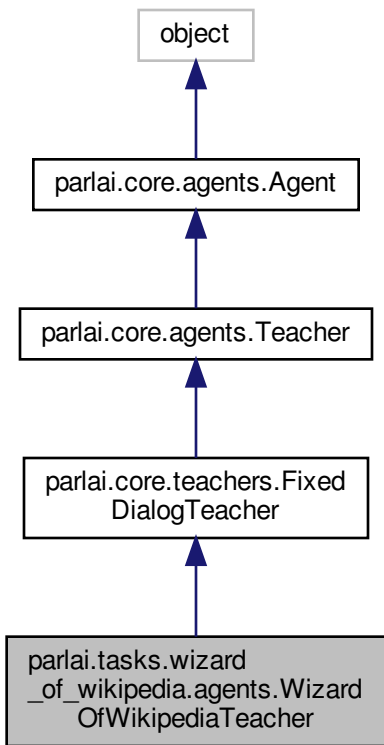 object
parlai.core.agents.Agent
parlai.core.agents.Teacher
parlai.core.teachers.Fixed
DialogTeacher
parlai.tasks.wizard
_of_wikipedia.agents.Wizard
OfWikipediaTeacher